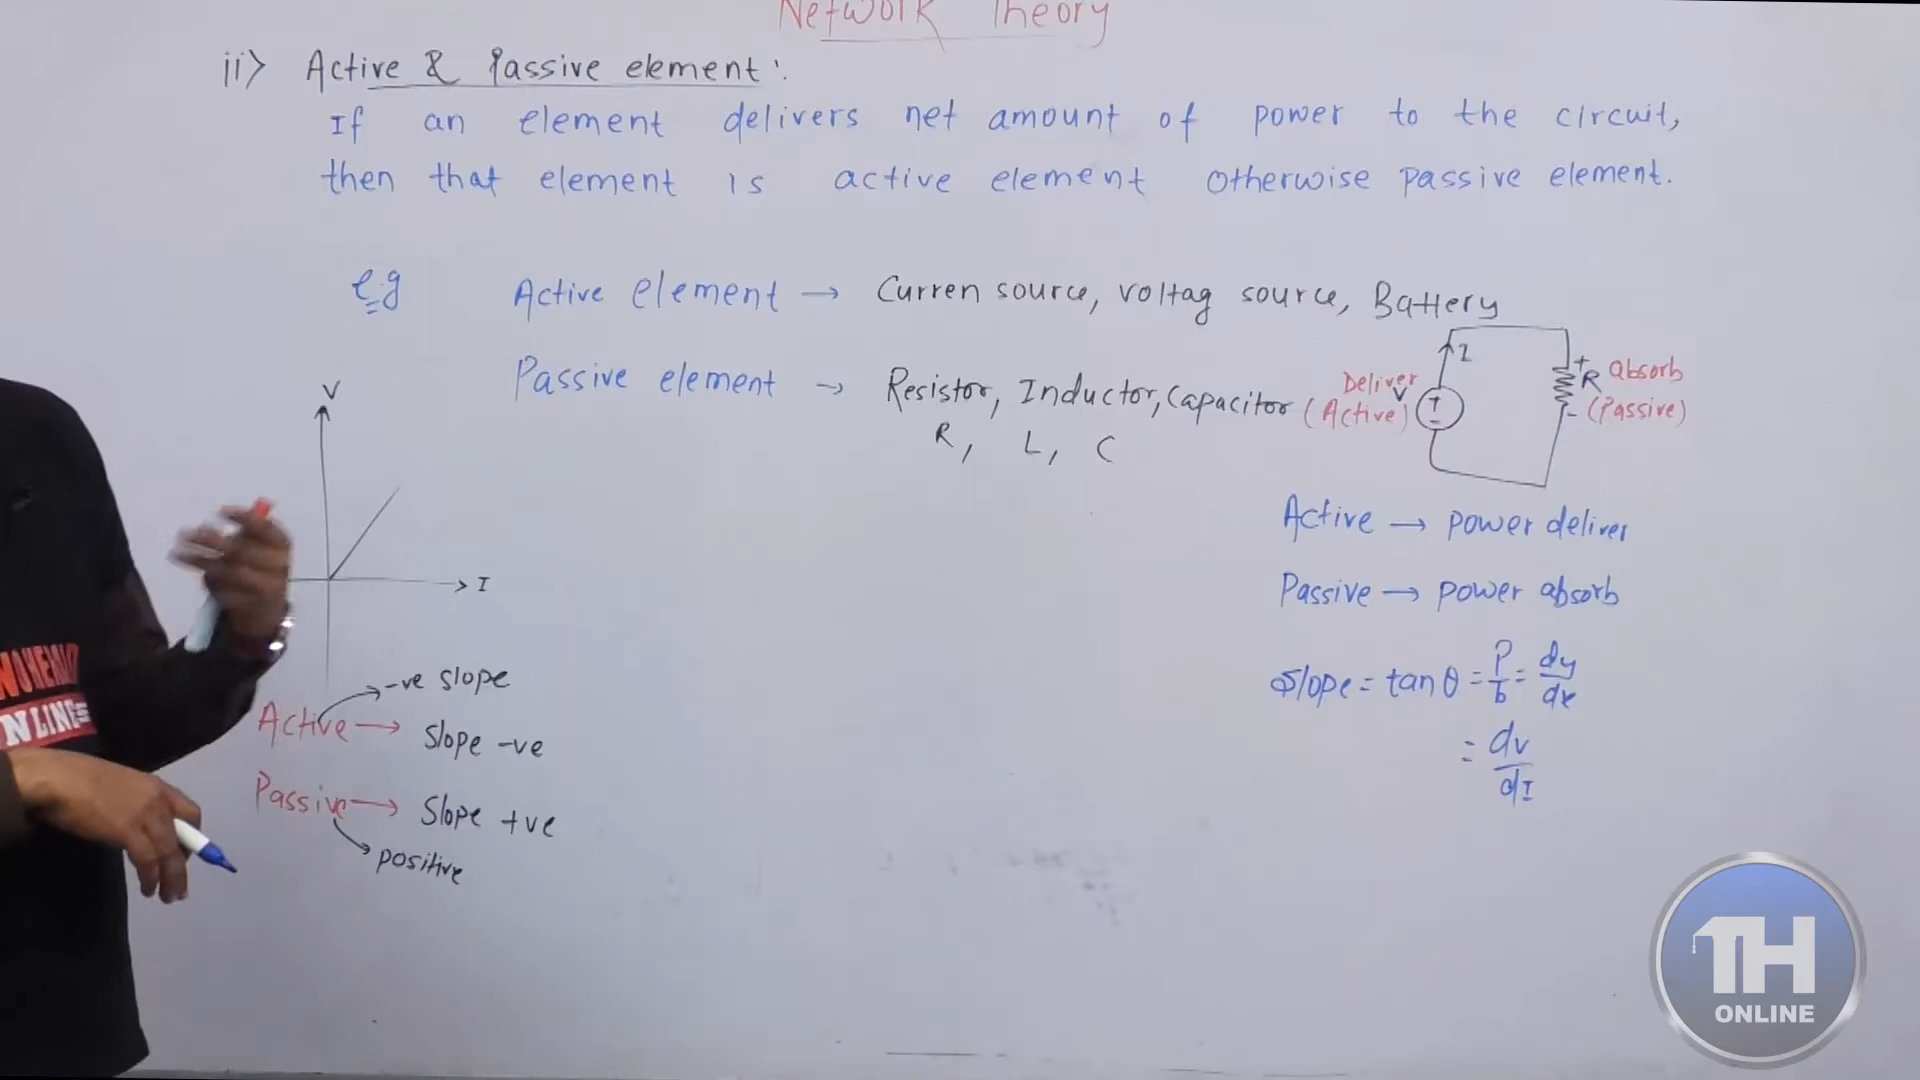 Network Theory
ii> Active & Passive element:
If an element delivers net amount of power to the circuit,
then that element is active element otherwise passive element.
e.g Active element → Curren source, voltag source, Battery
Passive element → Resistor, Inductor, Capacitor
R, L, C
Deliver
(Active)
V
+
-
I
+
R
-
absorb
(Passive)
V
I
Active → power deliver
Passive → power absorb
Slope = tan θ = P/b = dy/dx
= dv/dI
-ve slope
Active → Slope -ve
Passive → Slope +ve
positive
NLINE
TH
ONLINE